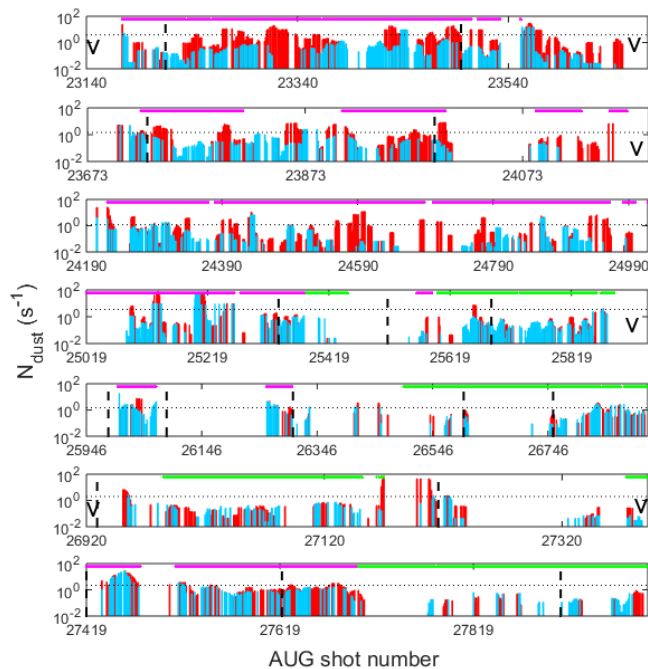 10²
10⁰
10⁻²
V
V
23140 23340 23540
10²
10⁰
10⁻²
V
23673 23873 24073
10²
10⁰
10⁻²
24190 24390 24590 24790 24990
10²
10⁰
10⁻²
V
25019 25219 25419 25619 25819
10²
10⁰
10⁻²
25946 26146 26346 26546 26746
10²
10⁰
10⁻²
V
V
26920 27120 27320
10²
10⁰
10⁻²
27419 27619 27819
N_dust (s⁻¹)
AUG shot number